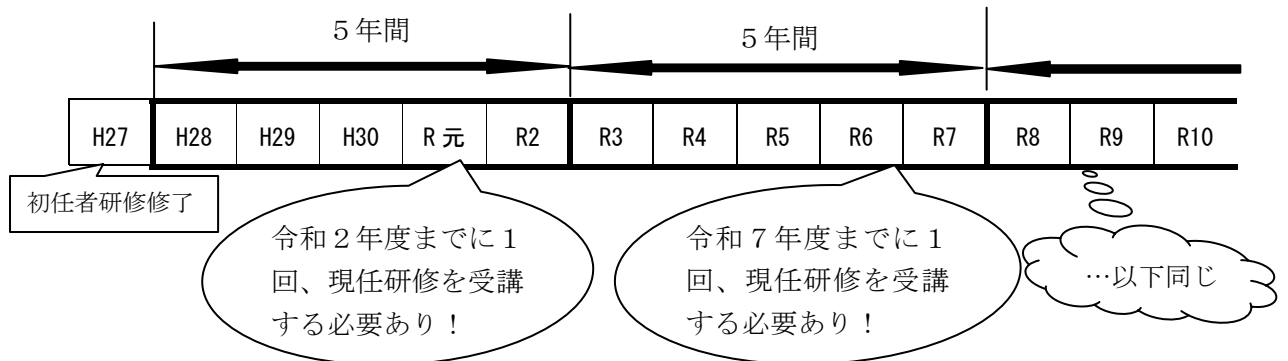 5年間
5年間
H27 H28 H29 H30 R元 R2 R3 R4 R5 R6 R7 R8 R9 R10
初任者研修修了
令和2年度までに1
回、現任研修を受講
する必要あり！
令和7年度までに1
回、現任研修を受講
する必要あり！
…以下同じ